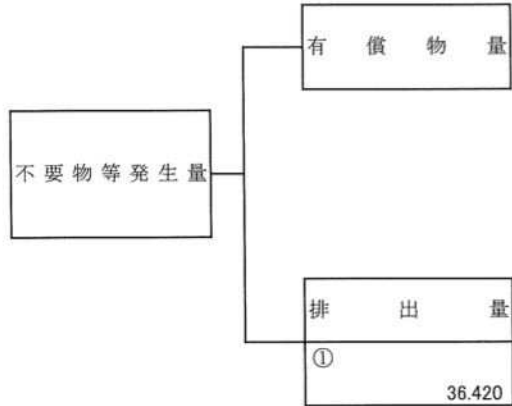 有償物量
不要物等発生量
排出量
①
36.420